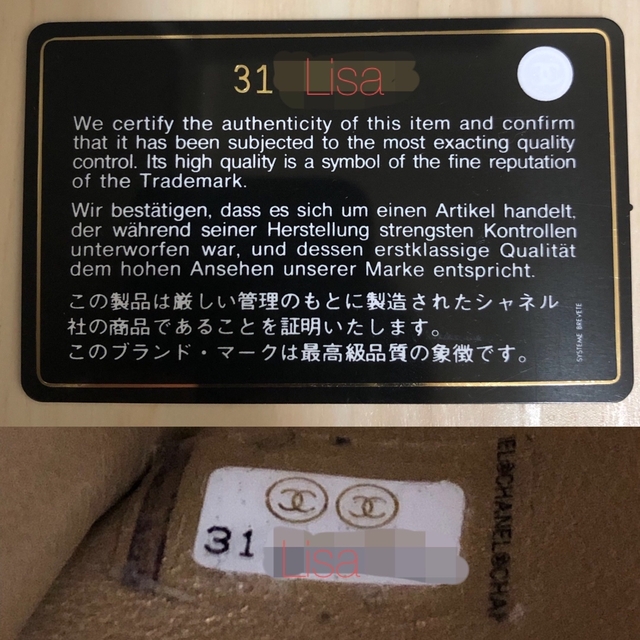 31 Lisa
We certify the authenticity of this item and confirm
that it has been subjected to the most exacting quality
control. Its high quality is a symbol of the fine reputation
of the Trademark.
Wir bestätigen, dass es sich um einen Artikel handelt,
der während seiner Herstellung strengsten Kontrollen
unterworfen war, und dessen erstklassige Qualität
dem hohen Ansehen unserer Marke entspricht.
この製品は厳しい管理のもとに製造されたシャネル
社の商品であることを証明いたします。
このブランド・マークは最高級品質の象徴です。
SYSTEME BREVETE
31 Lisa
EL CHANEL CHA